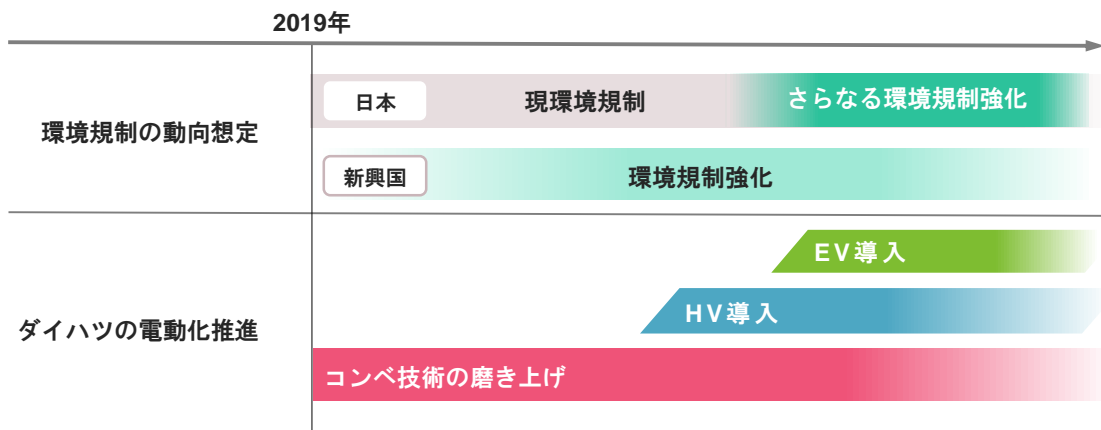 2019年
環境規制の動向想定
日本
現環境規制
さらなる環境規制強化
新興国
環境規制強化
ダイハツの電動化推進
EV導入
HV導入
コンベ技術の磨き上げ